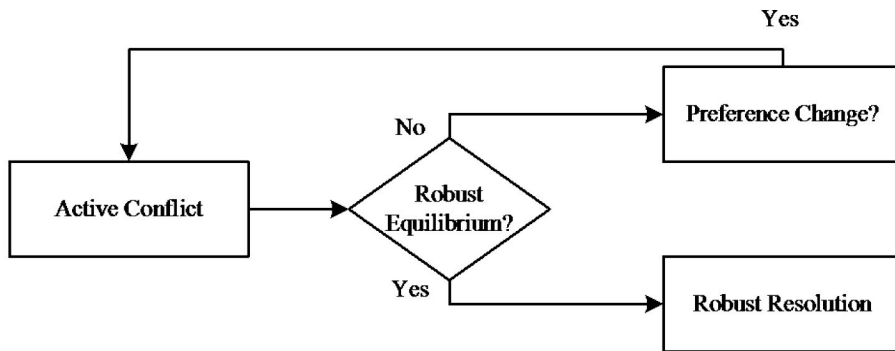 Yes
Preference Change?
No
Active Conflict
Robust
Equilibrium?
Yes
Robust Resolution